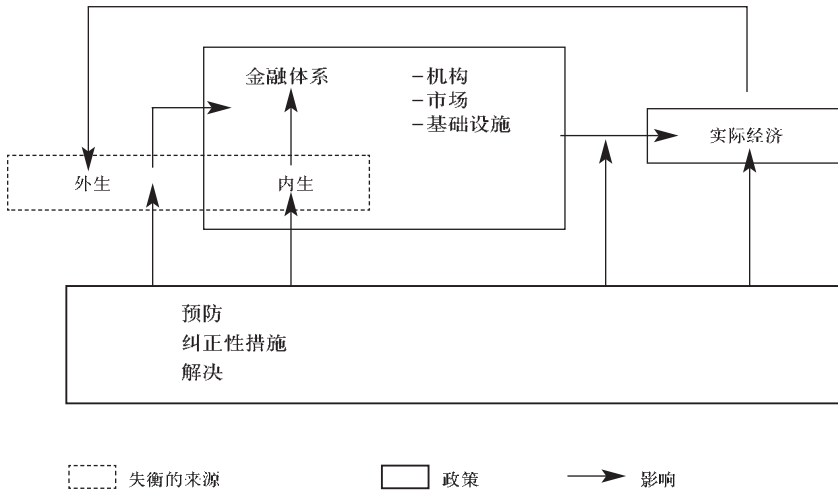 金融体系
–机构
–市场
–基础设施
实际经济
外生
内生
预防
纠正性措施
解决
失衡的来源
政策
影响